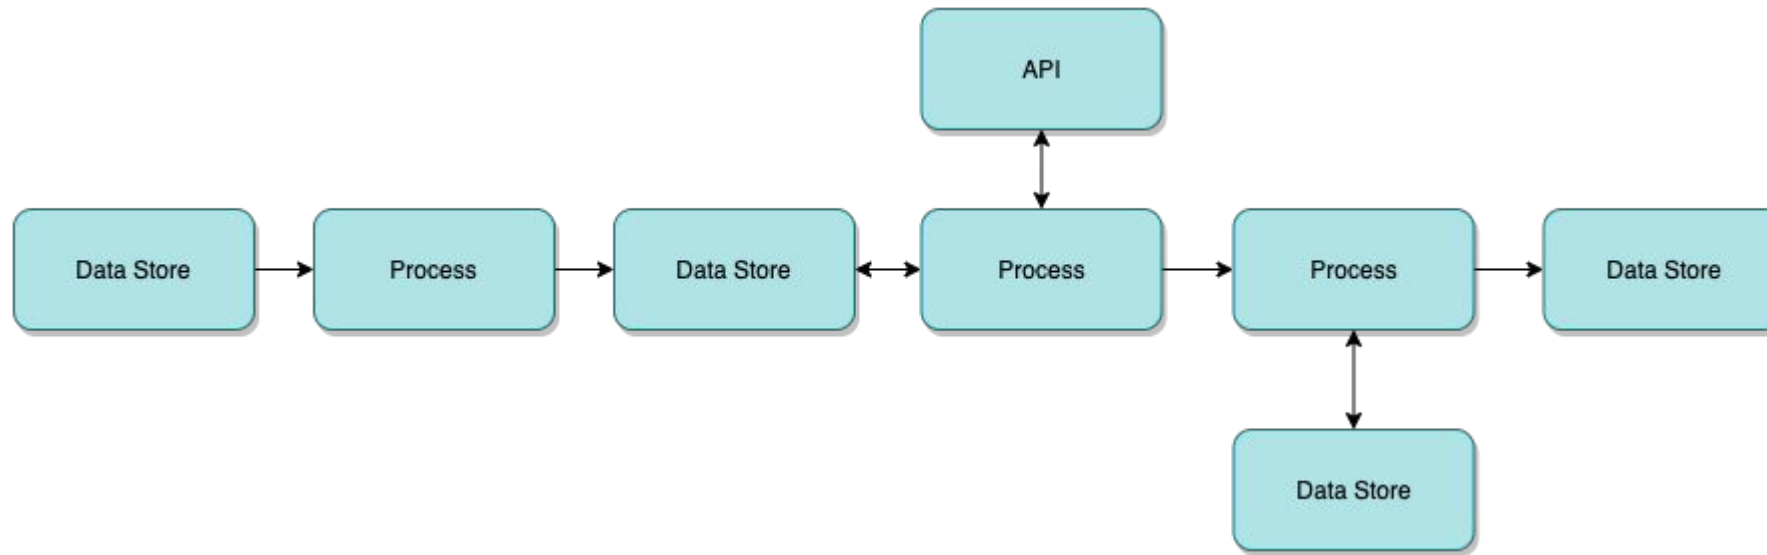 API
Data Store
Process
Data Store
Process
Process
Data Store
Data Store